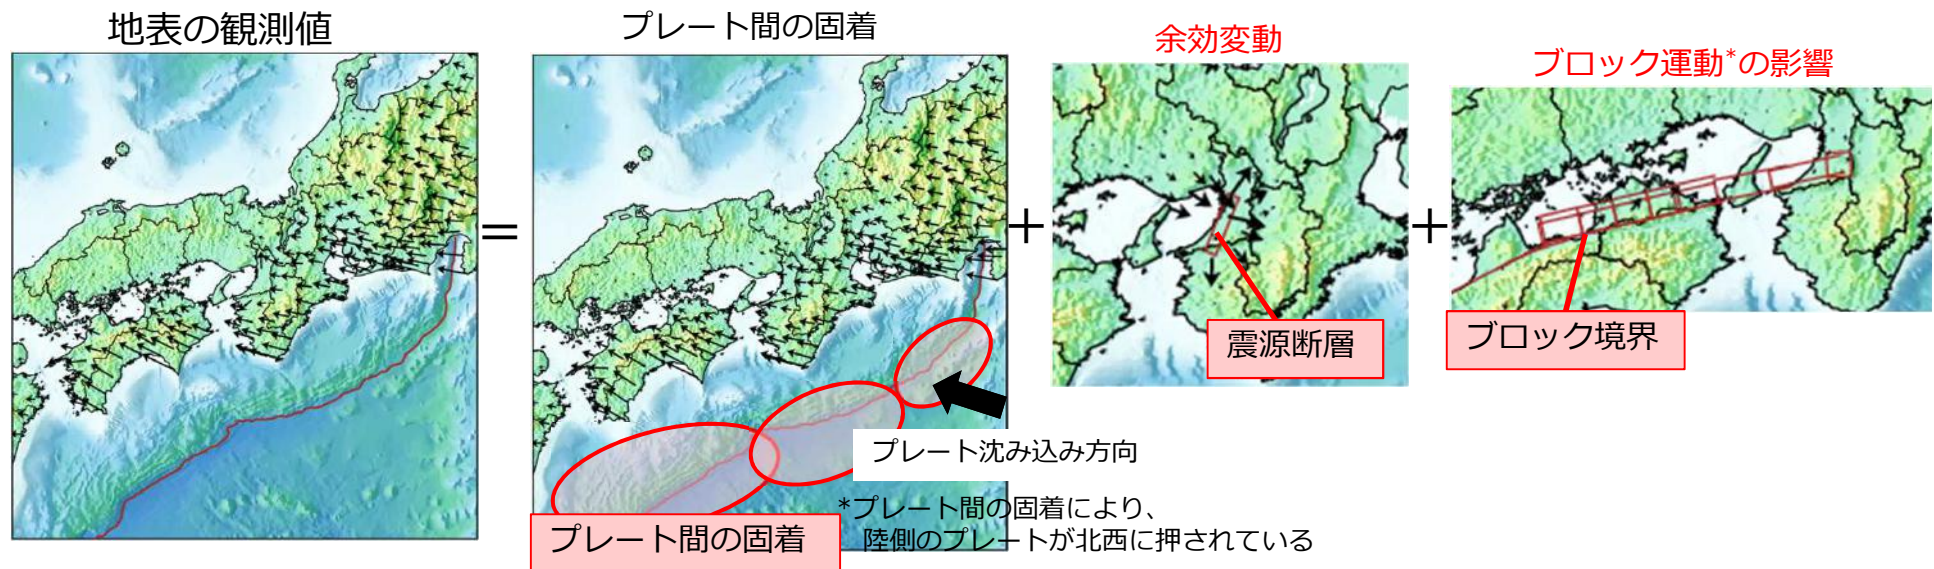 地表の観測値
=
プレート間の固着
+
余効変動
+
ブロック運動*の影響
震源断層
ブロック境界
プレート沈み込み方向
プレート間の固着
*プレート間の固着により、
陸側のプレートが北西に押されている